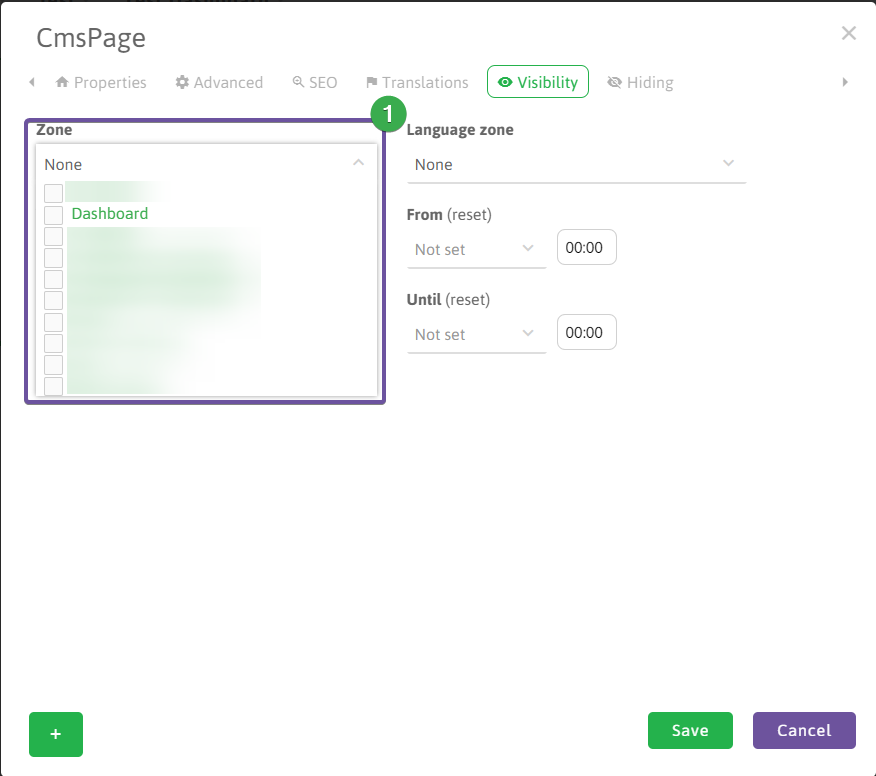 CmsPage
Properties Advanced SEO Translations Visibility Hiding
1
Zone
None
Dashboard
Language zone
None
From (reset)
Not set 00:00
Until (reset)
Not set 00:00
+ Save Cancel